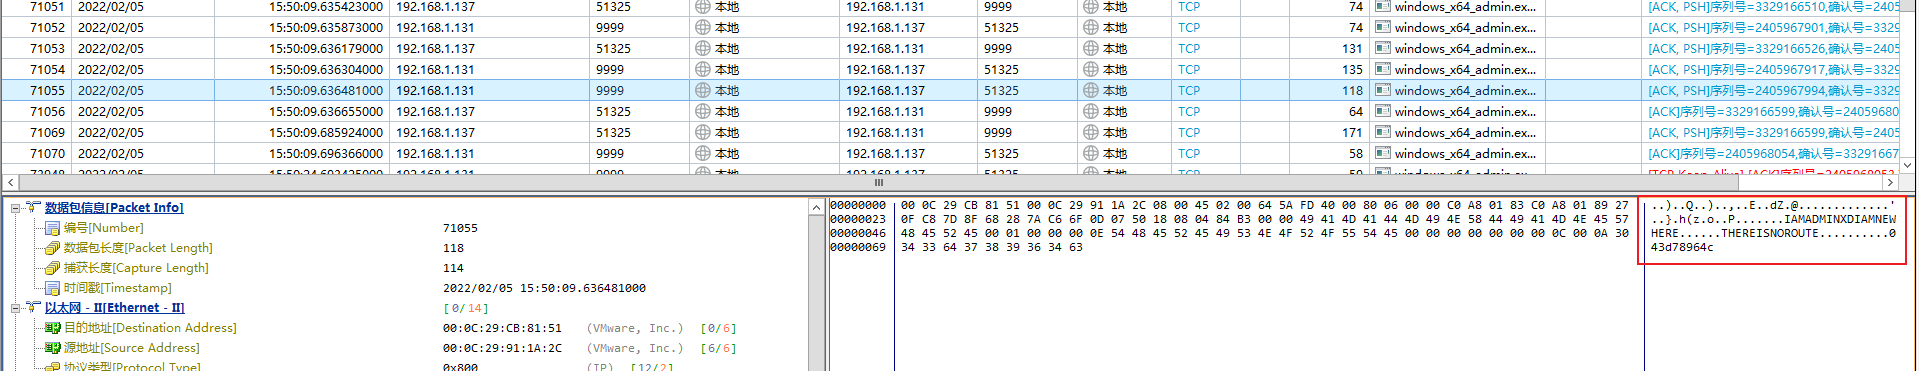 71051 2022/02/05 15:50:09.635423000 192.168.1.137 51325 本地 192.168.1.131 9999 本地 TCP 74 windows_x64_admin.ex... [ACK, PSH]序列号=3329166510,确认号=2405
71052 2022/02/05 15:50:09.635873000 192.168.1.131 9999 本地 192.168.1.137 51325 本地 TCP 74 windows_x64_admin.ex... [ACK, PSH]序列号=2405967901,确认号=3329
71053 2022/02/05 15:50:09.636179000 192.168.1.137 51325 本地 192.168.1.131 9999 本地 TCP 131 windows_x64_admin.ex... [ACK, PSH]序列号=3329166526,确认号=2405
71054 2022/02/05 15:50:09.636304000 192.168.1.131 9999 本地 192.168.1.137 51325 本地 TCP 135 windows_x64_admin.ex... [ACK, PSH]序列号=2405967917,确认号=3329
71055 2022/02/05 15:50:09.636481000 192.168.1.131 9999 本地 192.168.1.137 51325 本地 TCP 118 windows_x64_admin.ex... [ACK, PSH]序列号=2405967994,确认号=3329
71056 2022/02/05 15:50:09.636655000 192.168.1.137 51325 本地 192.168.1.131 9999 本地 TCP 64 windows_x64_admin.ex... [ACK]序列号=3329166599,确认号=24059680
71069 2022/02/05 15:50:09.685924000 192.168.1.137 51325 本地 192.168.1.131 9999 本地 TCP 171 windows_x64_admin.ex... [ACK, PSH]序列号=3329166599,确认号=2405
71070 2022/02/05 15:50:09.696366000 192.168.1.131 9999 本地 192.168.1.137 51325 本地 TCP 58 windows_x64_admin.ex... [ACK]序列号=2405968054,确认号=33291667
数据包信息[Packet Info]
编号[Number] 71055
数据包长度[Packet Length] 118
捕获长度[Capture Length] 114
时间戳[Timestamp] 2022/02/05 15:50:09.636481000
以太网 - II[Ethernet - II] [0/14]
目的地址[Destination Address] 00:0C:29:CB:81:51 (VMware, Inc.) [0/6]
源地址[Source Address] 00:0C:29:91:1A:2C (VMware, Inc.) [6/6]
协议类型[Protocol Type] 0x800 (IP) [12/2]
00000000 00 0C 29 CB 81 51 00 0C 29 91 1A 2C 08 00 45 02 00 64 5A FD 40 00 80 06 00 00 C0 A8 01 83 C0 A8 01 89 27 ..)..Q..)..,..E..dZ.@............'
00000023 0F C8 7D 8F 68 28 7A C6 6F 0D 07 50 18 08 04 84 B3 00 00 49 41 4D 41 44 4D 49 4E 58 44 49 41 4D 4E 45 57 ..}.h(z.o..P.......IAMADMINXDIAMNEW
00000046 48 45 52 45 00 01 00 00 00 0E 54 48 45 52 45 49 53 4E 4F 52 4F 55 54 45 00 00 00 00 00 00 00 0C 00 0A 30 HERE......THEREISNOROUTE..........0
00000069 34 33 64 37 38 39 36 34 63 43d78964c